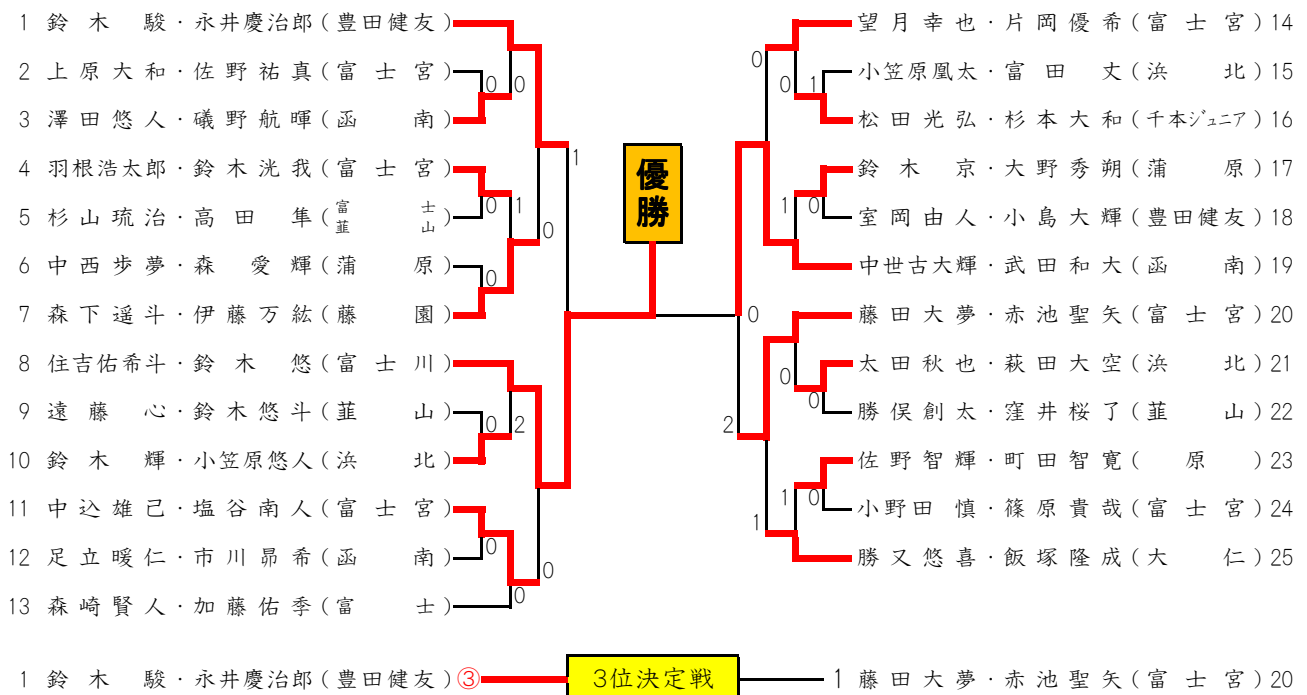 1 鈴木 駿・永井慶治郎(豊田健友)
2 上原大和・佐野祐真(富士宮)
3 澤田悠人・礒野航暉(函南)
4 羽根浩太郎・鈴木洸我(富士宮)
5 杉山琉治・高田 隼(富士韮山)
6 中西歩夢・森 愛輝(蒲原)
7 森下遥斗・伊藤万紘(藤園)
8 住吉佑希斗・鈴木 悠(富士川)
9 遠藤 心・鈴木悠斗(韮山)
10 鈴木 輝・小笠原悠人(浜北)
11 中込雄己・塩谷南人(富士宮)
12 足立暖仁・市川昴希(函南)
13 森崎賢人・加藤佑季(富士)
0
0
0
1
0
0
1
0
2
0
0
0
優勝
望月幸也・片岡優希(富士宮)14
小笠原凰太・富田 丈(浜北)15
松田光弘・杉本大和(千本ジュニア)16
鈴木 京・大野秀朔(蒲原)17
室岡由人・小島大輝(豊田健友)18
中世古大輝・武田和大(函南)19
藤田大夢・赤池聖矢(富士宮)20
太田秋也・萩田大空(浜北)21
勝俣創太・窪井桜了(韮山)22
佐野智輝・町田智寛(原)23
小野田 慎・篠原貴哉(富士宮)24
勝又悠喜・飯塚隆成(大仁)25
0
0
1
1
0
0
0
0
2
1
0
1
1 鈴木 駿・永井慶治郎(豊田健友)③ 3位決定戦 1 藤田大夢・赤池聖矢(富士宮)20